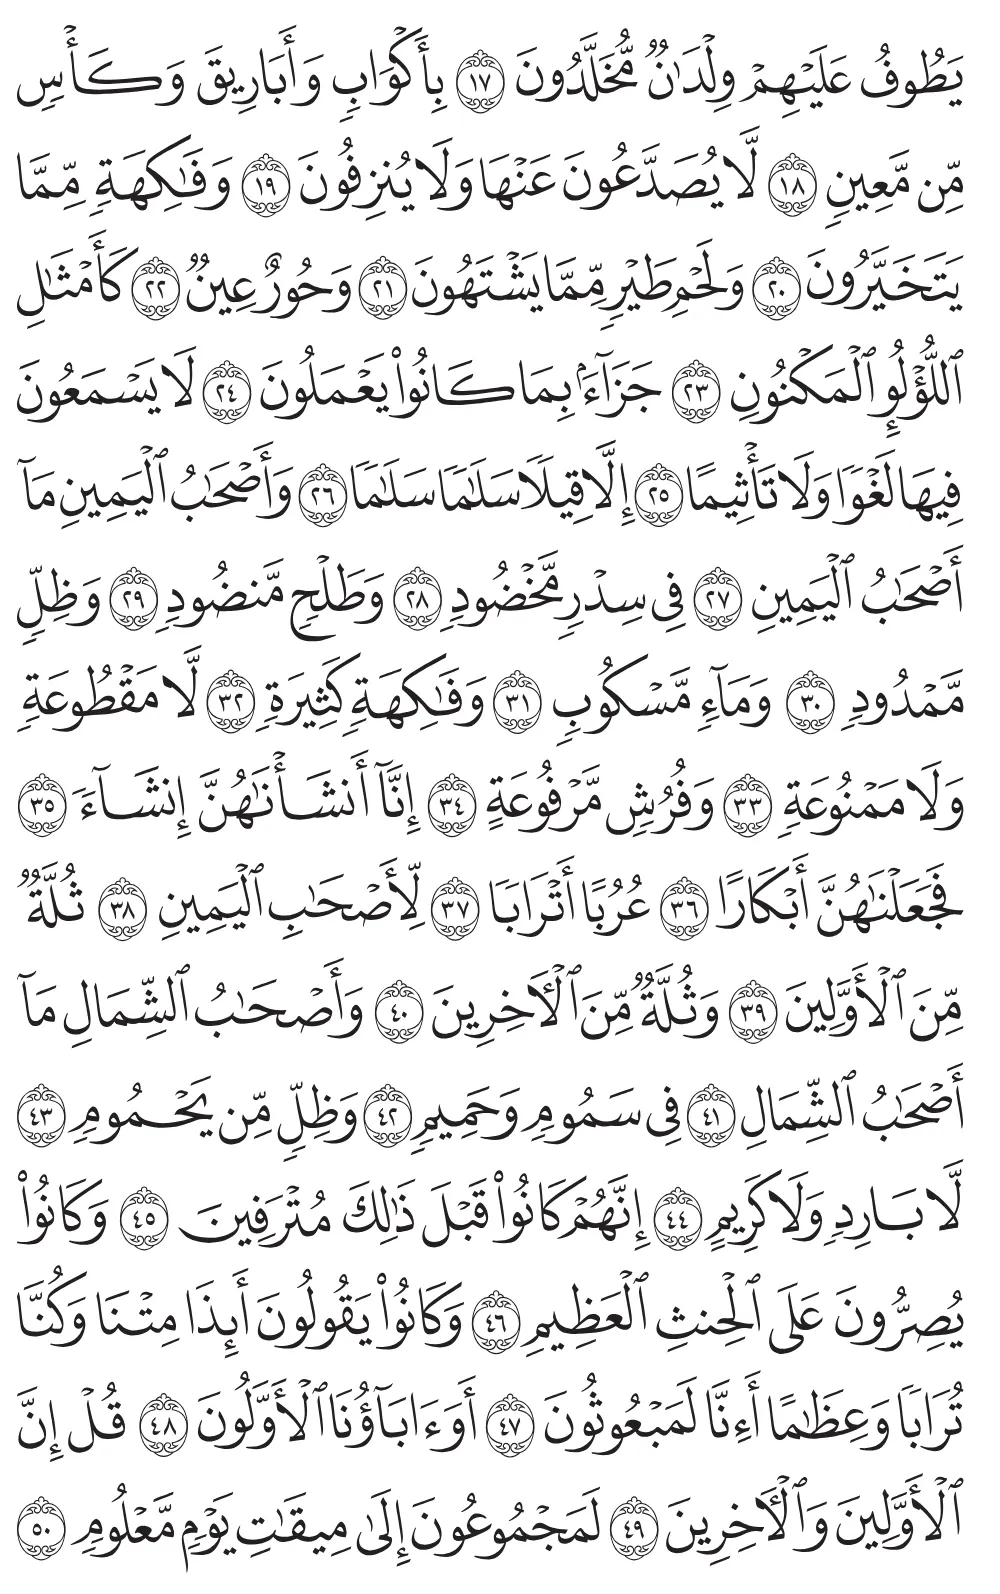 يَطُوفُ عَلَيْهِمْ وِلْدَٰنٌ مُّخَلَّدُونَ ۝١٧ بِأَكْوَابٍ وَأَبَارِيقَ وَكَأْسٍ
مِّن مَّعِينٍ ۝١٨ لَّا يُصَدَّعُونَ عَنْهَا وَلَا يُنزِفُونَ ۝١٩ وَفَٰكِهَةٍ مِّمَّا
يَتَخَيَّرُونَ ۝٢٠ وَلَحْمِ طَيْرٍ مِّمَّا يَشْتَهُونَ ۝٢١ وَحُورٌ عِينٌ ۝٢٢ كَأَمْثَٰلِ
ٱللُّؤْلُؤِ ٱلْمَكْنُونِ ۝٢٣ جَزَآءًۢ بِمَا كَانُوا۟ يَعْمَلُونَ ۝٢٤ لَا يَسْمَعُونَ
فِيهَا لَغْوًا وَلَا تَأْثِيمًا ۝٢٥ إِلَّا قِيلًا سَلَٰمًا سَلَٰمًا ۝٢٦ وَأَصْحَٰبُ ٱلْيَمِينِ مَآ
أَصْحَٰبُ ٱلْيَمِينِ ۝٢٧ فِى سِدْرٍ مَّخْضُودٍ ۝٢٨ وَطَلْحٍ مَّنضُودٍ ۝٢٩ وَظِلٍّ
مَّمْدُودٍ ۝٣٠ وَمَآءٍ مَّسْكُوبٍ ۝٣١ وَفَٰكِهَةٍ كَثِيرَةٍ ۝٣٢ لَّا مَقْطُوعَةٍ
وَلَا مَمْنُوعَةٍ ۝٣٣ وَفُرُشٍ مَّرْفُوعَةٍ ۝٣٤ إِنَّآ أَنشَأْنَٰهُنَّ إِنشَآءً ۝٣٥
فَجَعَلْنَٰهُنَّ أَبْكَارًا ۝٣٦ عُرُبًا أَتْرَابًا ۝٣٧ لِّأَصْحَٰبِ ٱلْيَمِينِ ۝٣٨ ثُلَّةٌ
مِّنَ ٱلْأَوَّلِينَ ۝٣٩ وَثُلَّةٌ مِّنَ ٱلْـَٔاخِرِينَ ۝٤٠ وَأَصْحَٰبُ ٱلشِّمَالِ مَآ
أَصْحَٰبُ ٱلشِّمَالِ ۝٤١ فِى سَمُومٍ وَحَمِيمٍ ۝٤٢ وَظِلٍّ مِّن يَحْمُومٍ ۝٤٣
لَّا بَارِدٍ وَلَا كَرِيمٍ ۝٤٤ إِنَّهُمْ كَانُوا۟ قَبْلَ ذَٰلِكَ مُتْرَفِينَ ۝٤٥ وَكَانُوا۟
يُصِرُّونَ عَلَى ٱلْحِنثِ ٱلْعَظِيمِ ۝٤٦ وَكَانُوا۟ يَقُولُونَ أَئِذَا مِتْنَا وَكُنَّا
تُرَابًا وَعِظَٰمًا أَءِنَّا لَمَبْعُوثُونَ ۝٤٧ أَوَءَابَآؤُنَا ٱلْأَوَّلُونَ ۝٤٨ قُلْ إِنَّ
ٱلْأَوَّلِينَ وَٱلْـَٔاخِرِينَ ۝٤٩ لَمَجْمُوعُونَ إِلَىٰ مِيقَٰتِ يَوْمٍ مَّعْلُومٍ ۝٥٠